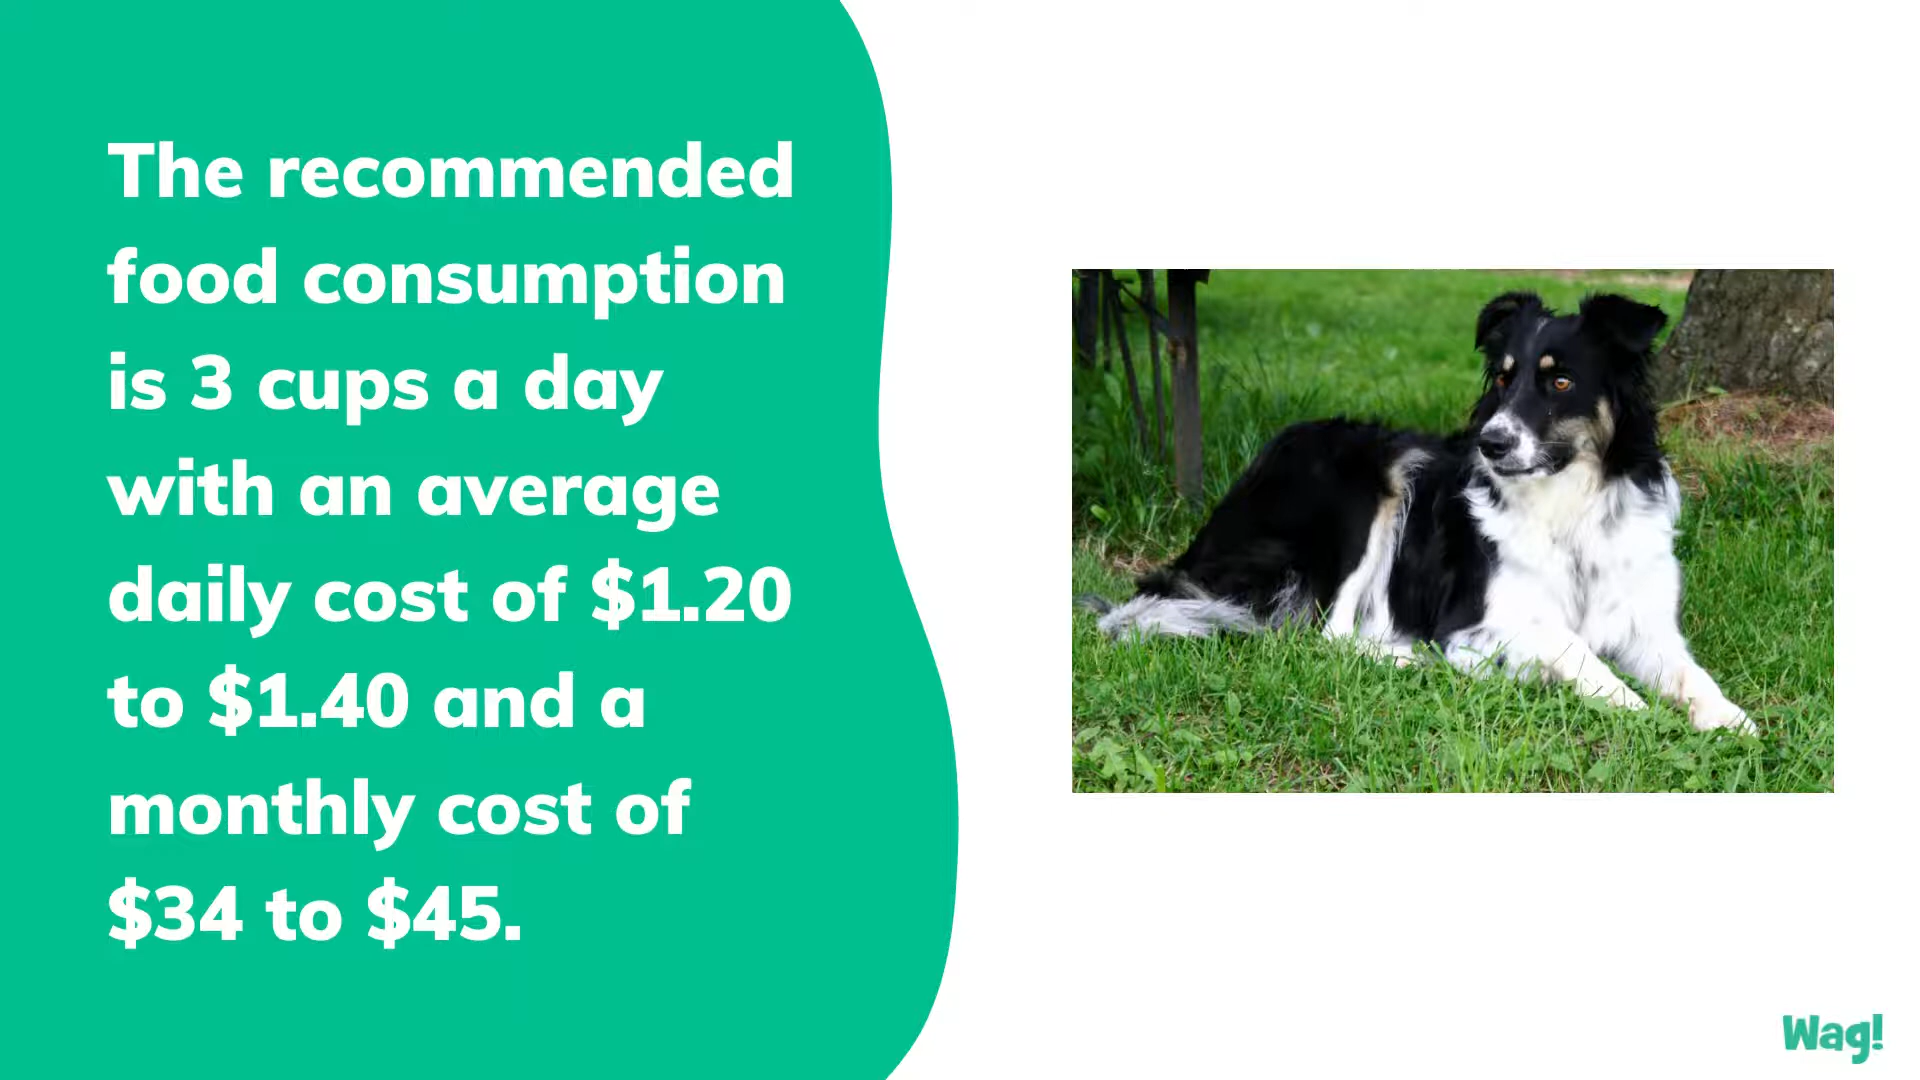 The recommended
food consumption
is 3 cups a day
with an average
daily cost of $1.20
to $1.40 and a
monthly cost of
$34 to $45.
Wag!